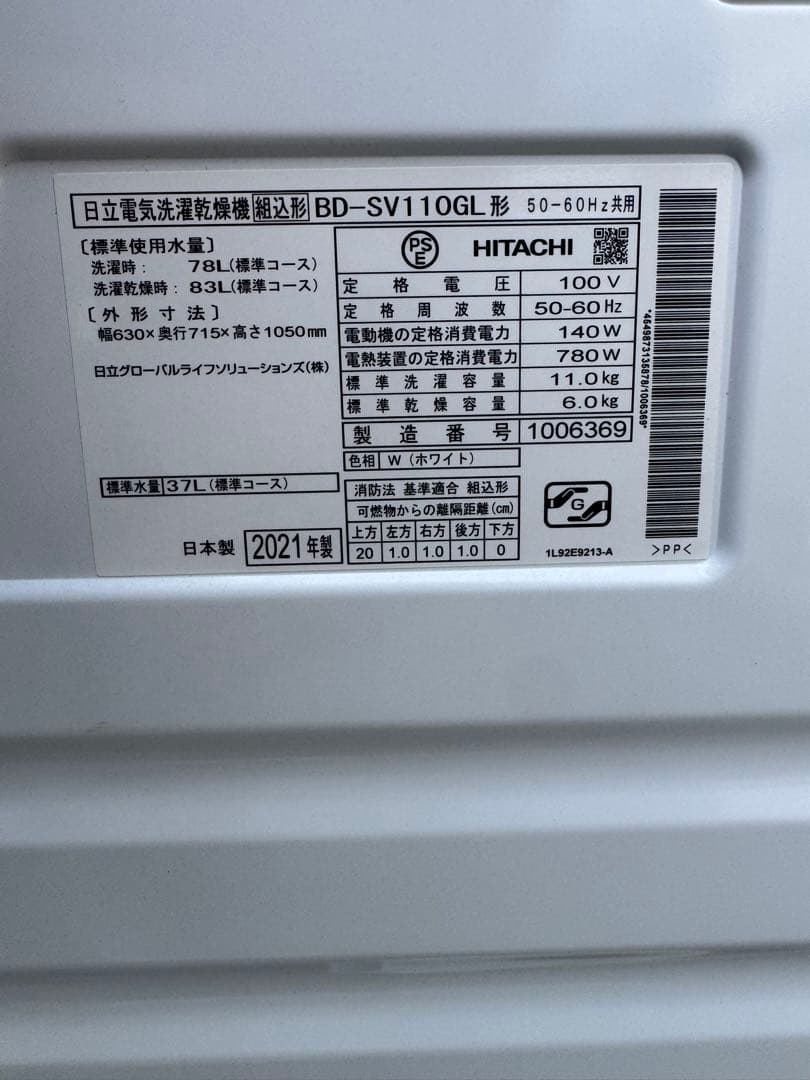 日立電気洗濯乾燥機 組込形 BD-SV110GL形 50-60Hz共用
〔標準使用水量〕
洗濯時： 78L(標準コース)
洗濯乾燥時： 83L(標準コース)
〔外形寸法〕
幅630×奥行715×高さ1050mm
日立グローバルライフソリューションズ(株)
標準水量 37L(標準コース)
日本製 2021年製
PSE HITACHI
定格電圧 100V
定格周波数 50-60Hz
電動機の定格消費電力 140W
電熱装置の定格消費電力 780W
標準洗濯容量 11.0kg
標準乾燥容量 6.0kg
製造番号 1006369
色相 W(ホワイト)
消防法 基準適合 組込形
可燃物からの離隔距離(cm)
上方 左方 右方 後方 下方
20 1.0 1.0 1.0 0
G
1L92E9213-A
*4549873135878/1006369*
>PP<